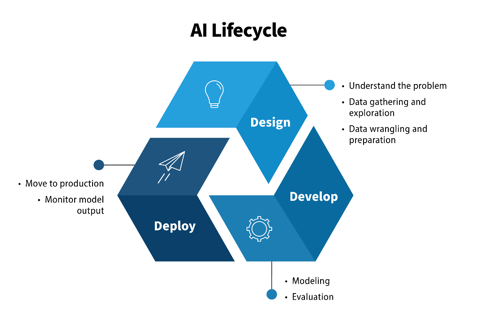 AI Lifecycle
Design
• Understand the problem
• Data gathering and
exploration
• Data wrangling and
preparation
Develop
• Modeling
• Evaluation
Deploy
• Move to production
• Monitor model
output